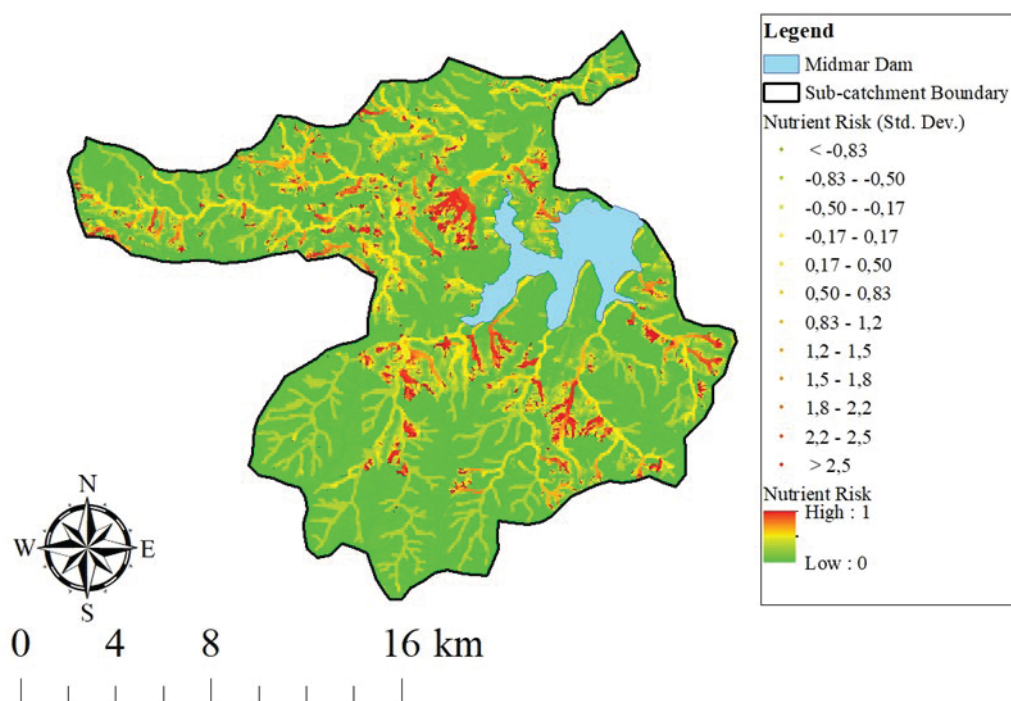 Legend
Midmar Dam
Sub-catchment Boundary
Nutrient Risk (Std. Dev.)
< -0,83
-0,83 - -0,50
-0,50 - -0,17
-0,17 - 0,17
0,17 - 0,50
0,50 - 0,83
0,83 - 1,2
1,2 - 1,5
1,5 - 1,8
1,8 - 2,2
2,2 - 2,5
> 2,5
Nutrient Risk
High : 1
Low : 0
N
W E
S
0 4 8 16 km